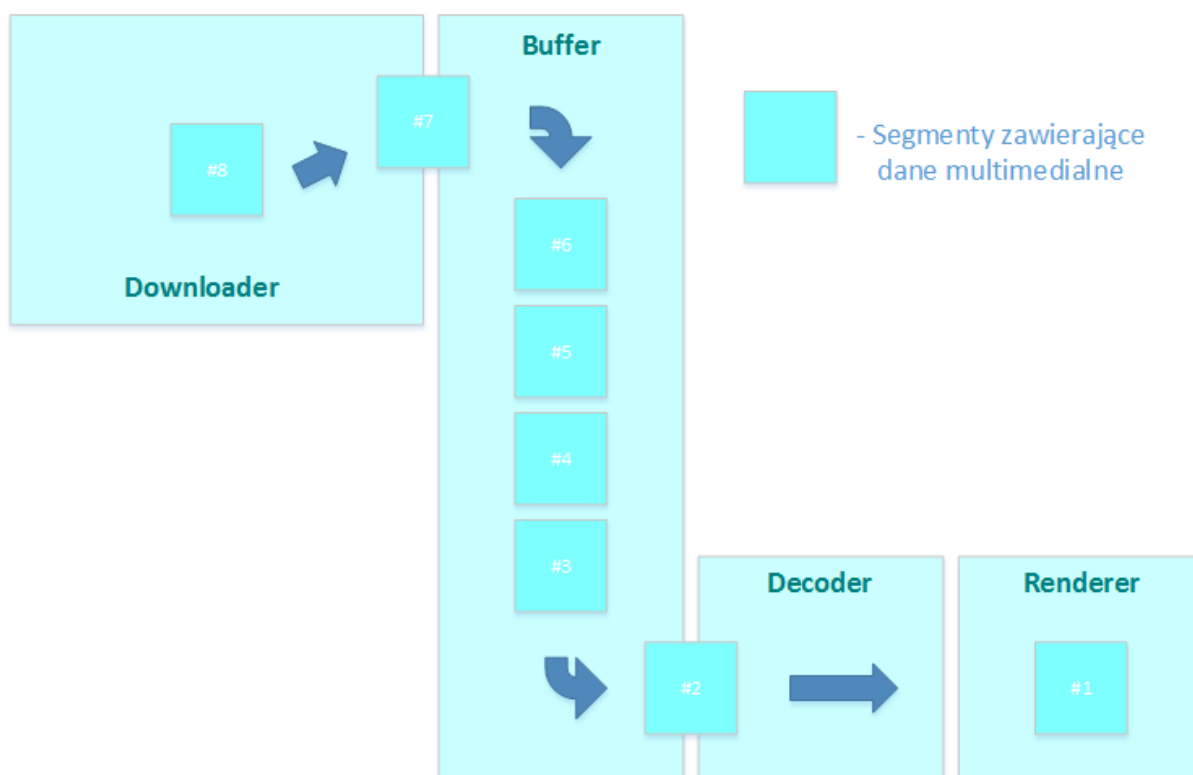 Buffer
#7
#8
- Segmenty zawierające
dane multimedialne
#6
Downloader
#5
#4
#3
Decoder
Renderer
#2
#1